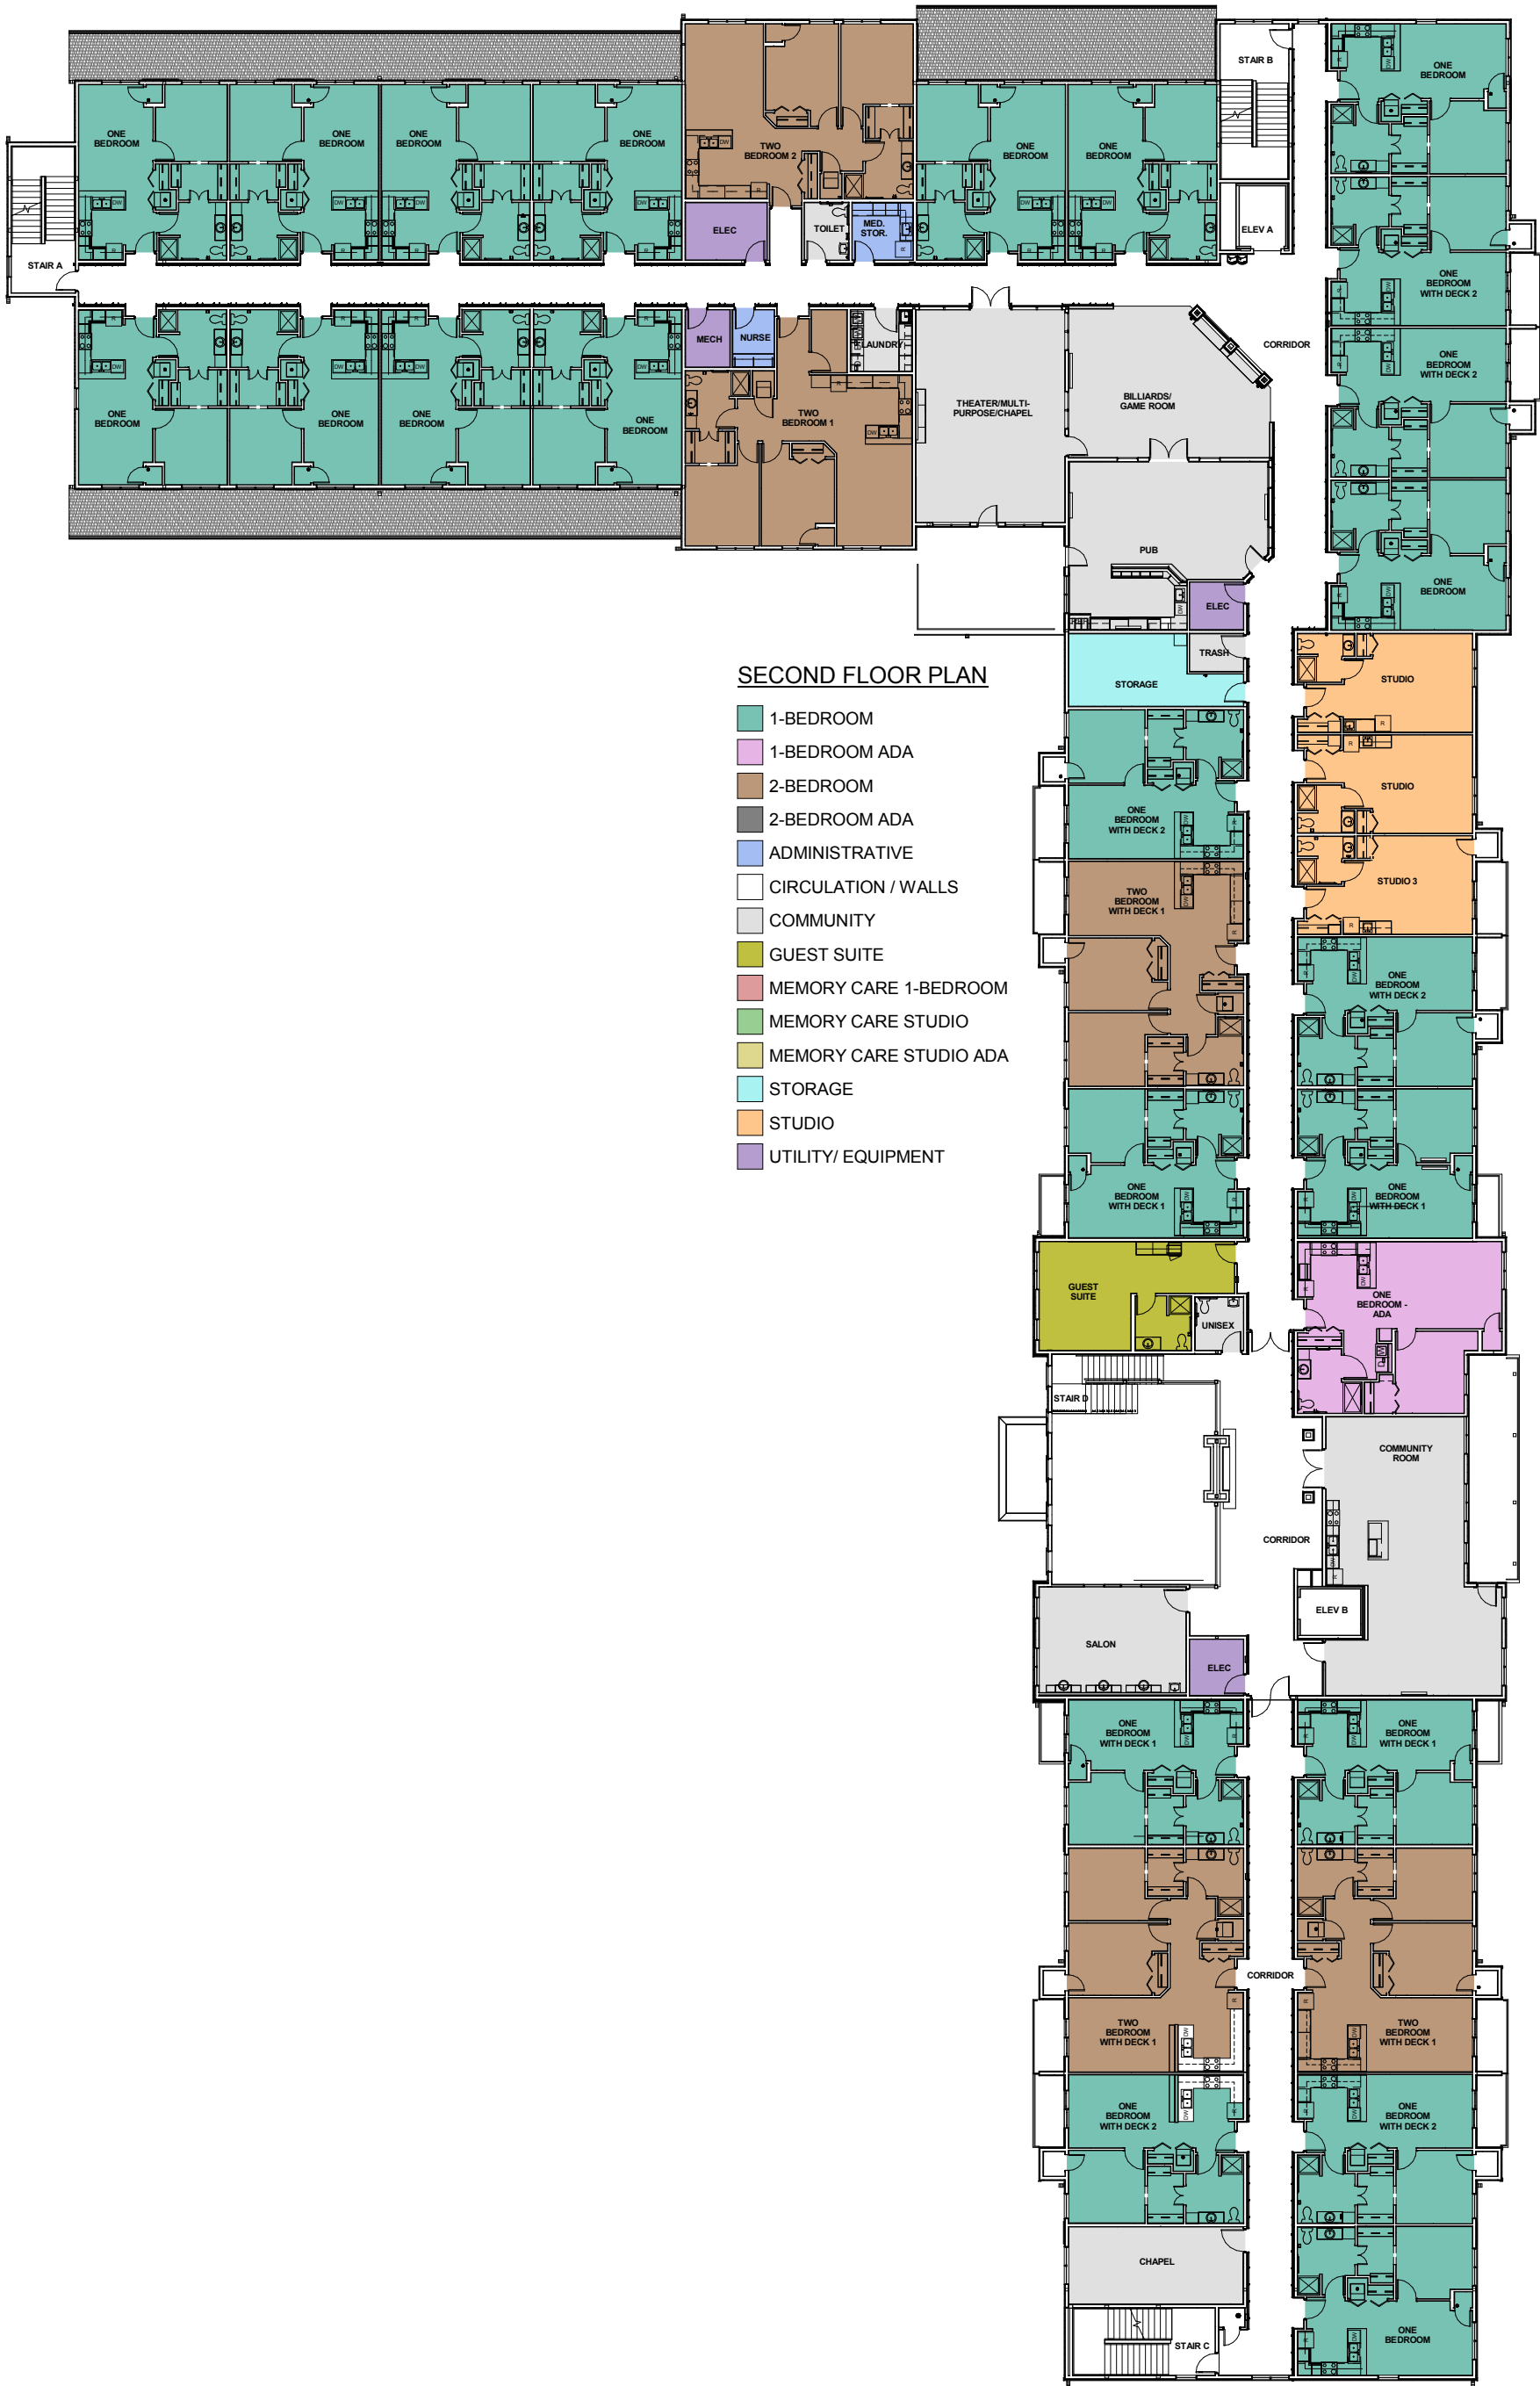 STAIR B
ONE
BEDROOM
ONE
BEDROOM
ONE
BEDROOM
ONE
BEDROOM
ONE
BEDROOM
TWO
BEDROOM 2
ONE
BEDROOM
ONE
BEDROOM
ELEC
TOILET
MED.
STOR.
ELEV A
STAIR A
ONE
BEDROOM
WITH DECK 2
MECH
NURSE
LAUNDRY
CORRIDOR
ONE
BEDROOM
WITH DECK 2
ONE
BEDROOM
ONE
BEDROOM
ONE
BEDROOM
ONE
BEDROOM
TWO
BEDROOM 1
THEATER/MULTI-
PURPOSE/CHAPEL
BILLIARDS/
GAME ROOM
PUB
ONE
BEDROOM
ELEC
TRASH
STORAGE
STUDIO
SECOND FLOOR PLAN
1-BEDROOM
1-BEDROOM ADA
2-BEDROOM
2-BEDROOM ADA
ADMINISTRATIVE
CIRCULATION / WALLS
COMMUNITY
GUEST SUITE
MEMORY CARE 1-BEDROOM
MEMORY CARE STUDIO
MEMORY CARE STUDIO ADA
STORAGE
STUDIO
UTILITY/ EQUIPMENT
ONE
BEDROOM
WITH DECK 2
STUDIO
TWO
BEDROOM
WITH DECK 1
STUDIO 3
ONE
BEDROOM
WITH DECK 2
ONE
BEDROOM
WITH DECK 1
ONE
BEDROOM
WITH DECK 1
GUEST
SUITE
UNISEX
ONE
BEDROOM -
ADA
STAIR D
COMMUNITY
ROOM
CORRIDOR
ELEV B
SALON
ELEC
ONE
BEDROOM
WITH DECK 1
ONE
BEDROOM
WITH DECK 1
CORRIDOR
TWO
BEDROOM
WITH DECK 1
TWO
BEDROOM
WITH DECK 1
ONE
BEDROOM
WITH DECK 2
ONE
BEDROOM
WITH DECK 2
CHAPEL
STAIR C
ONE
BEDROOM